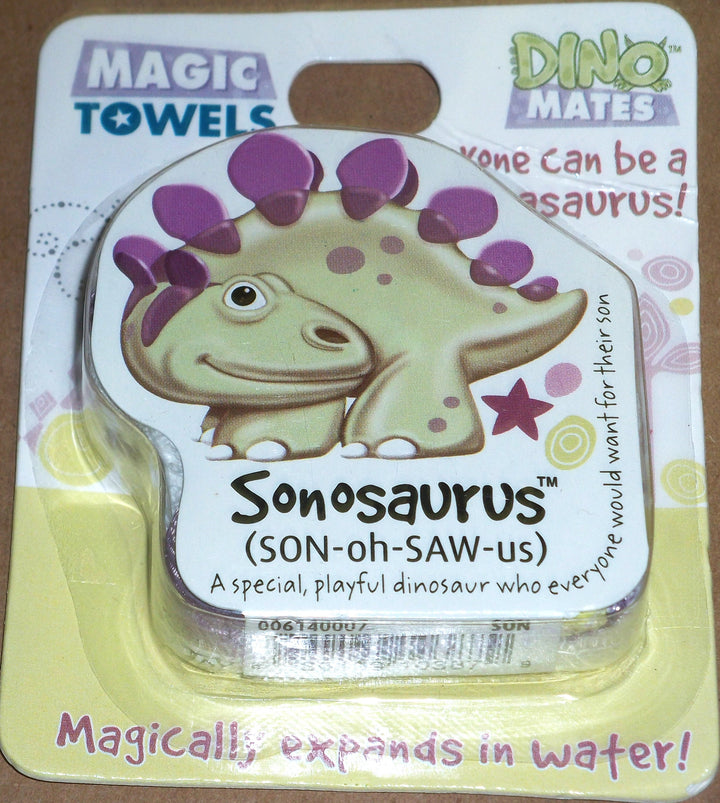 MAGIC
TOWELS
DINO™
MATES
yone can be a
asaurus!
Sonosaurus™
(SON-oh-SAW-us)
A special, playful dinosaur who everyone would want for their son
006140007 SON
Magically expands in water!